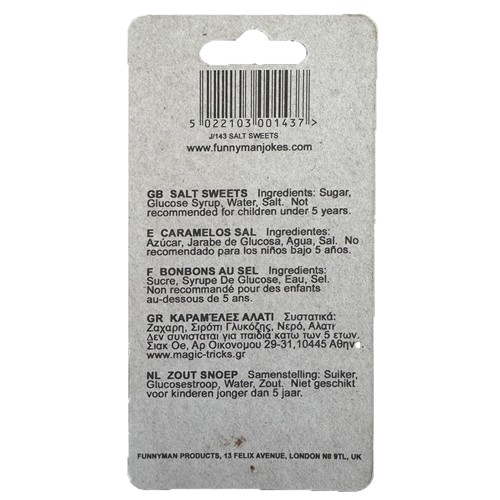 5 022103 001437 >
J/143 SALT SWEETS
www.funnymanjokes.com
GB SALT SWEETS Ingredients: Sugar,
Glucose Syrup, Water, Salt. Not
recommended for children under 5 years.
E CARAMELOS SAL Ingredientes:
Azúcar, Jarabe de Glucosa, Agua, Sal. No
recomendado para los niños bajo 5 años.
F BONBONS AU SEL Ingredients:
Sucre, Syrupe De Glucose, Eau, Sel.
Non recommandé pour des enfants
au-dessous de 5 ans.
GR ΚΑΡΑΜΈΛΕΣ ΑΛΑΤΙ Συστατικά:
Ζαχαρη, Σιρότι Γλυκόζης, Νερό, Αλατι
Δεν συνισταται για παιδία κατω των 5 ετων.
Σιακ Οε, Αρ Οικονομου 29-31,10445 Αθην
www.magic-tricks.gr
NL ZOUT SNOEP Samenstelling: Suiker,
Glucosestroop, Water, Zout. Niet geschikt
voor kinderen jonger dan 5 jaar.
FUNNYMAN PRODUCTS, 13 FELIX AVENUE, LONDON N8 9TL, UK